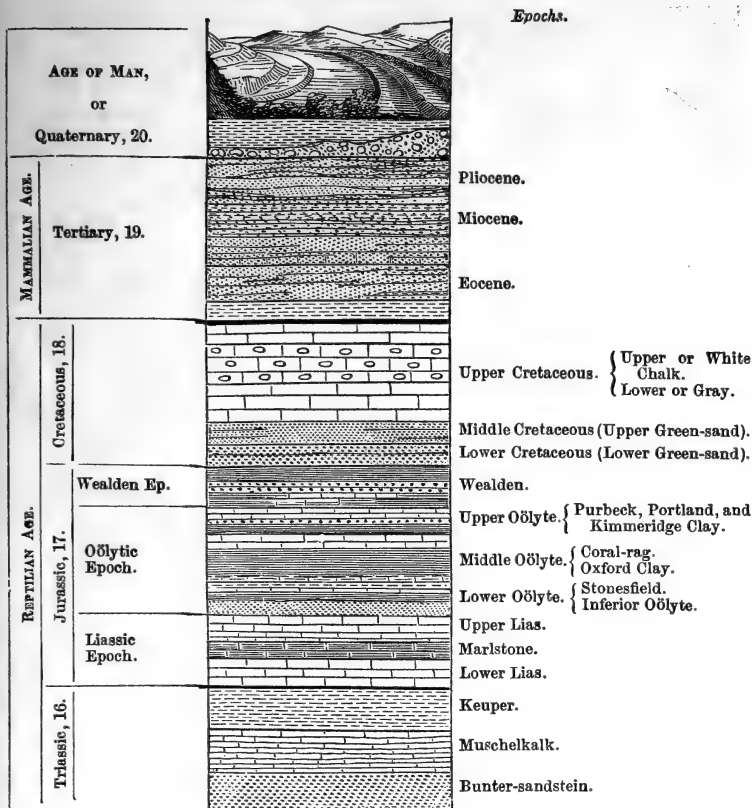 Epochs.
AGE OF MAN,
or
Quaternary, 20.
MAMMALIAN AGE.
Tertiary, 19.
Pliocene.
Miocene.
Eocene.
REPTILIAN AGE.
Cretaceous, 18.
Upper Cretaceous. { Upper or White
Chalk.
Lower or Gray.
Middle Cretaceous (Upper Green-sand).
Lower Cretaceous (Lower Green-sand).
Jurassic, 17.
Wealden Ep.
Wealden.
Oölytic
Epoch.
Upper Oölyte. { Purbeck, Portland, and
Kimmeridge Clay.
Middle Oölyte. { Coral-rag.
Oxford Clay.
Lower Oölyte. { Stonesfield.
Inferior Oölyte.
Liassic
Epoch.
Upper Lias.
Marlstone.
Lower Lias.
Triassic, 16.
Keuper.
Muschelkalk.
Bunter-sandstein.